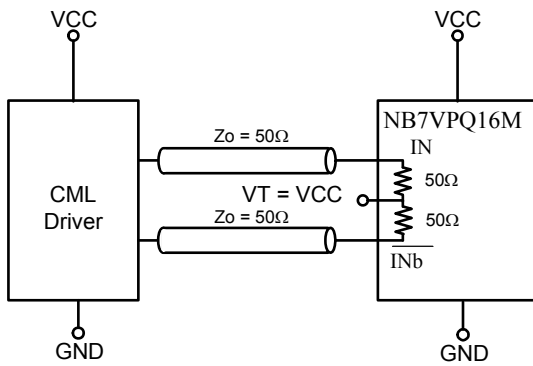 VCC
VCC
NB7VPQ16M
Zo = 50Ω
IN
50Ω
CML
Driver
VT = VCC
Zo = 50Ω
50Ω
INb
GND
GND